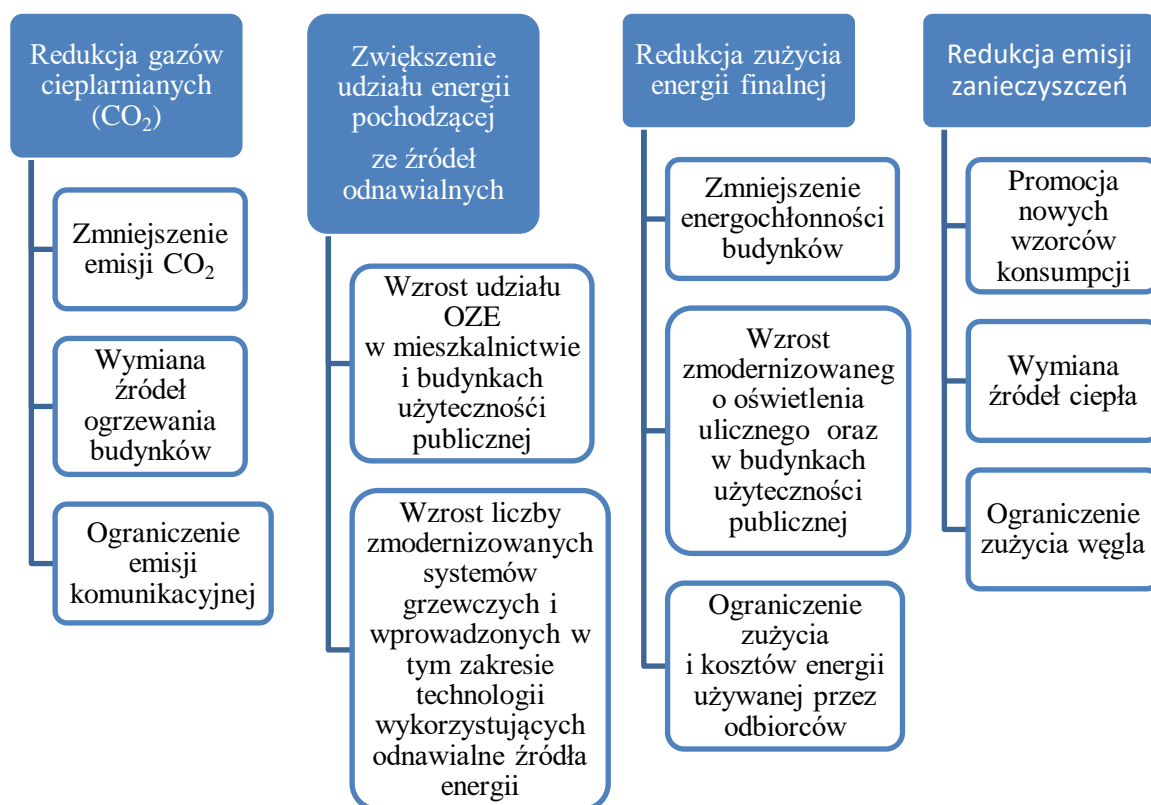 Redukcja gazów
cieplarnianych
(CO₂)
Zmniejszenie
emisji CO₂
Wymiana
źródeł
ogrzewania
budynków
Ograniczenie
emisji
komunikacyjnej
Zwiększenie
udziału energii
pochodzącej
ze źródeł
odnawialnych
Wzrost udziału
OZE
w mieszkalnictwie
i budynkach
użytecznośći
publicznej
Wzrost liczby
zmodernizowanych
systemów
grzewczych i
wprowadzonych w
tym zakresie
technologii
wykorzystujących
odnawialne źródła
energii
Redukcja zużycia
energii finalnej
Zmniejszenie
energochłonności
budynków
Wzrost
zmodernizowaneg
o oświetlenia
ulicznego oraz
w budynkach
użyteczności
publicznej
Ograniczenie
zużycia
i kosztów energii
używanej przez
odbiorców
Redukcja emisji
zanieczyszczeń
Promocja
nowych
wzorców
konsumpcji
Wymiana
źródeł ciepła
Ograniczenie
zużycia węgla